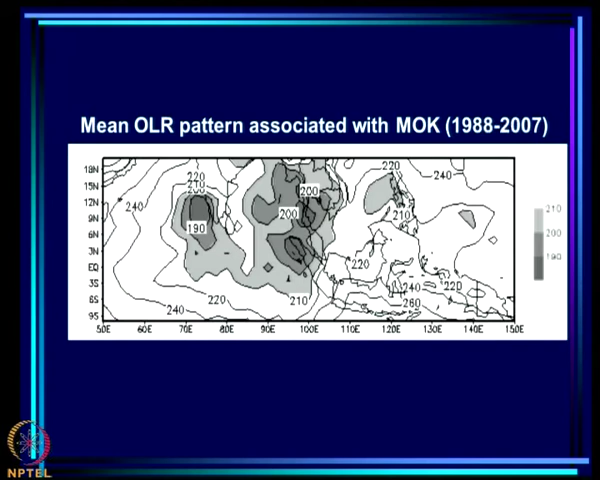 Mean OLR pattern associated with MOK (1988-2007)
18N
15N
12N
9N
6N
3N
EQ
3S
6S
9S
50E 60E 70E 80E 90E 100E 110E 120E 130E 140E 150E
220
210
200
240
190
200
200
220
240
210
220
210
240
220
260
220
240
210
200
190
NPTEL